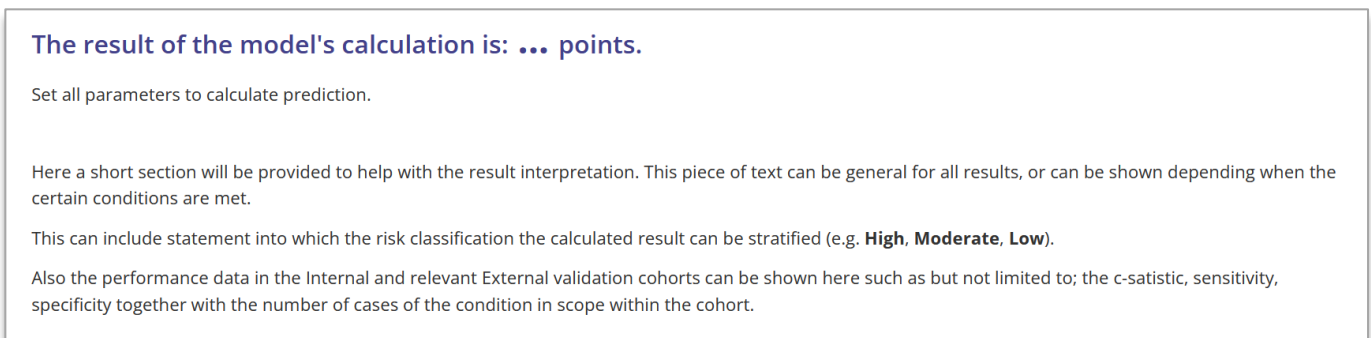 The result of the model's calculation is: ... points.
Set all parameters to calculate prediction.
Here a short section will be provided to help with the result interpretation. This piece of text can be general for all results, or can be shown depending when the
certain conditions are met.
This can include statement into which the risk classification the calculated result can be stratified (e.g. High, Moderate, Low).
Also the performance data in the Internal and relevant External validation cohorts can be shown here such as but not limited to; the c-satistic, sensitivity,
specificity together with the number of cases of the condition in scope within the cohort.